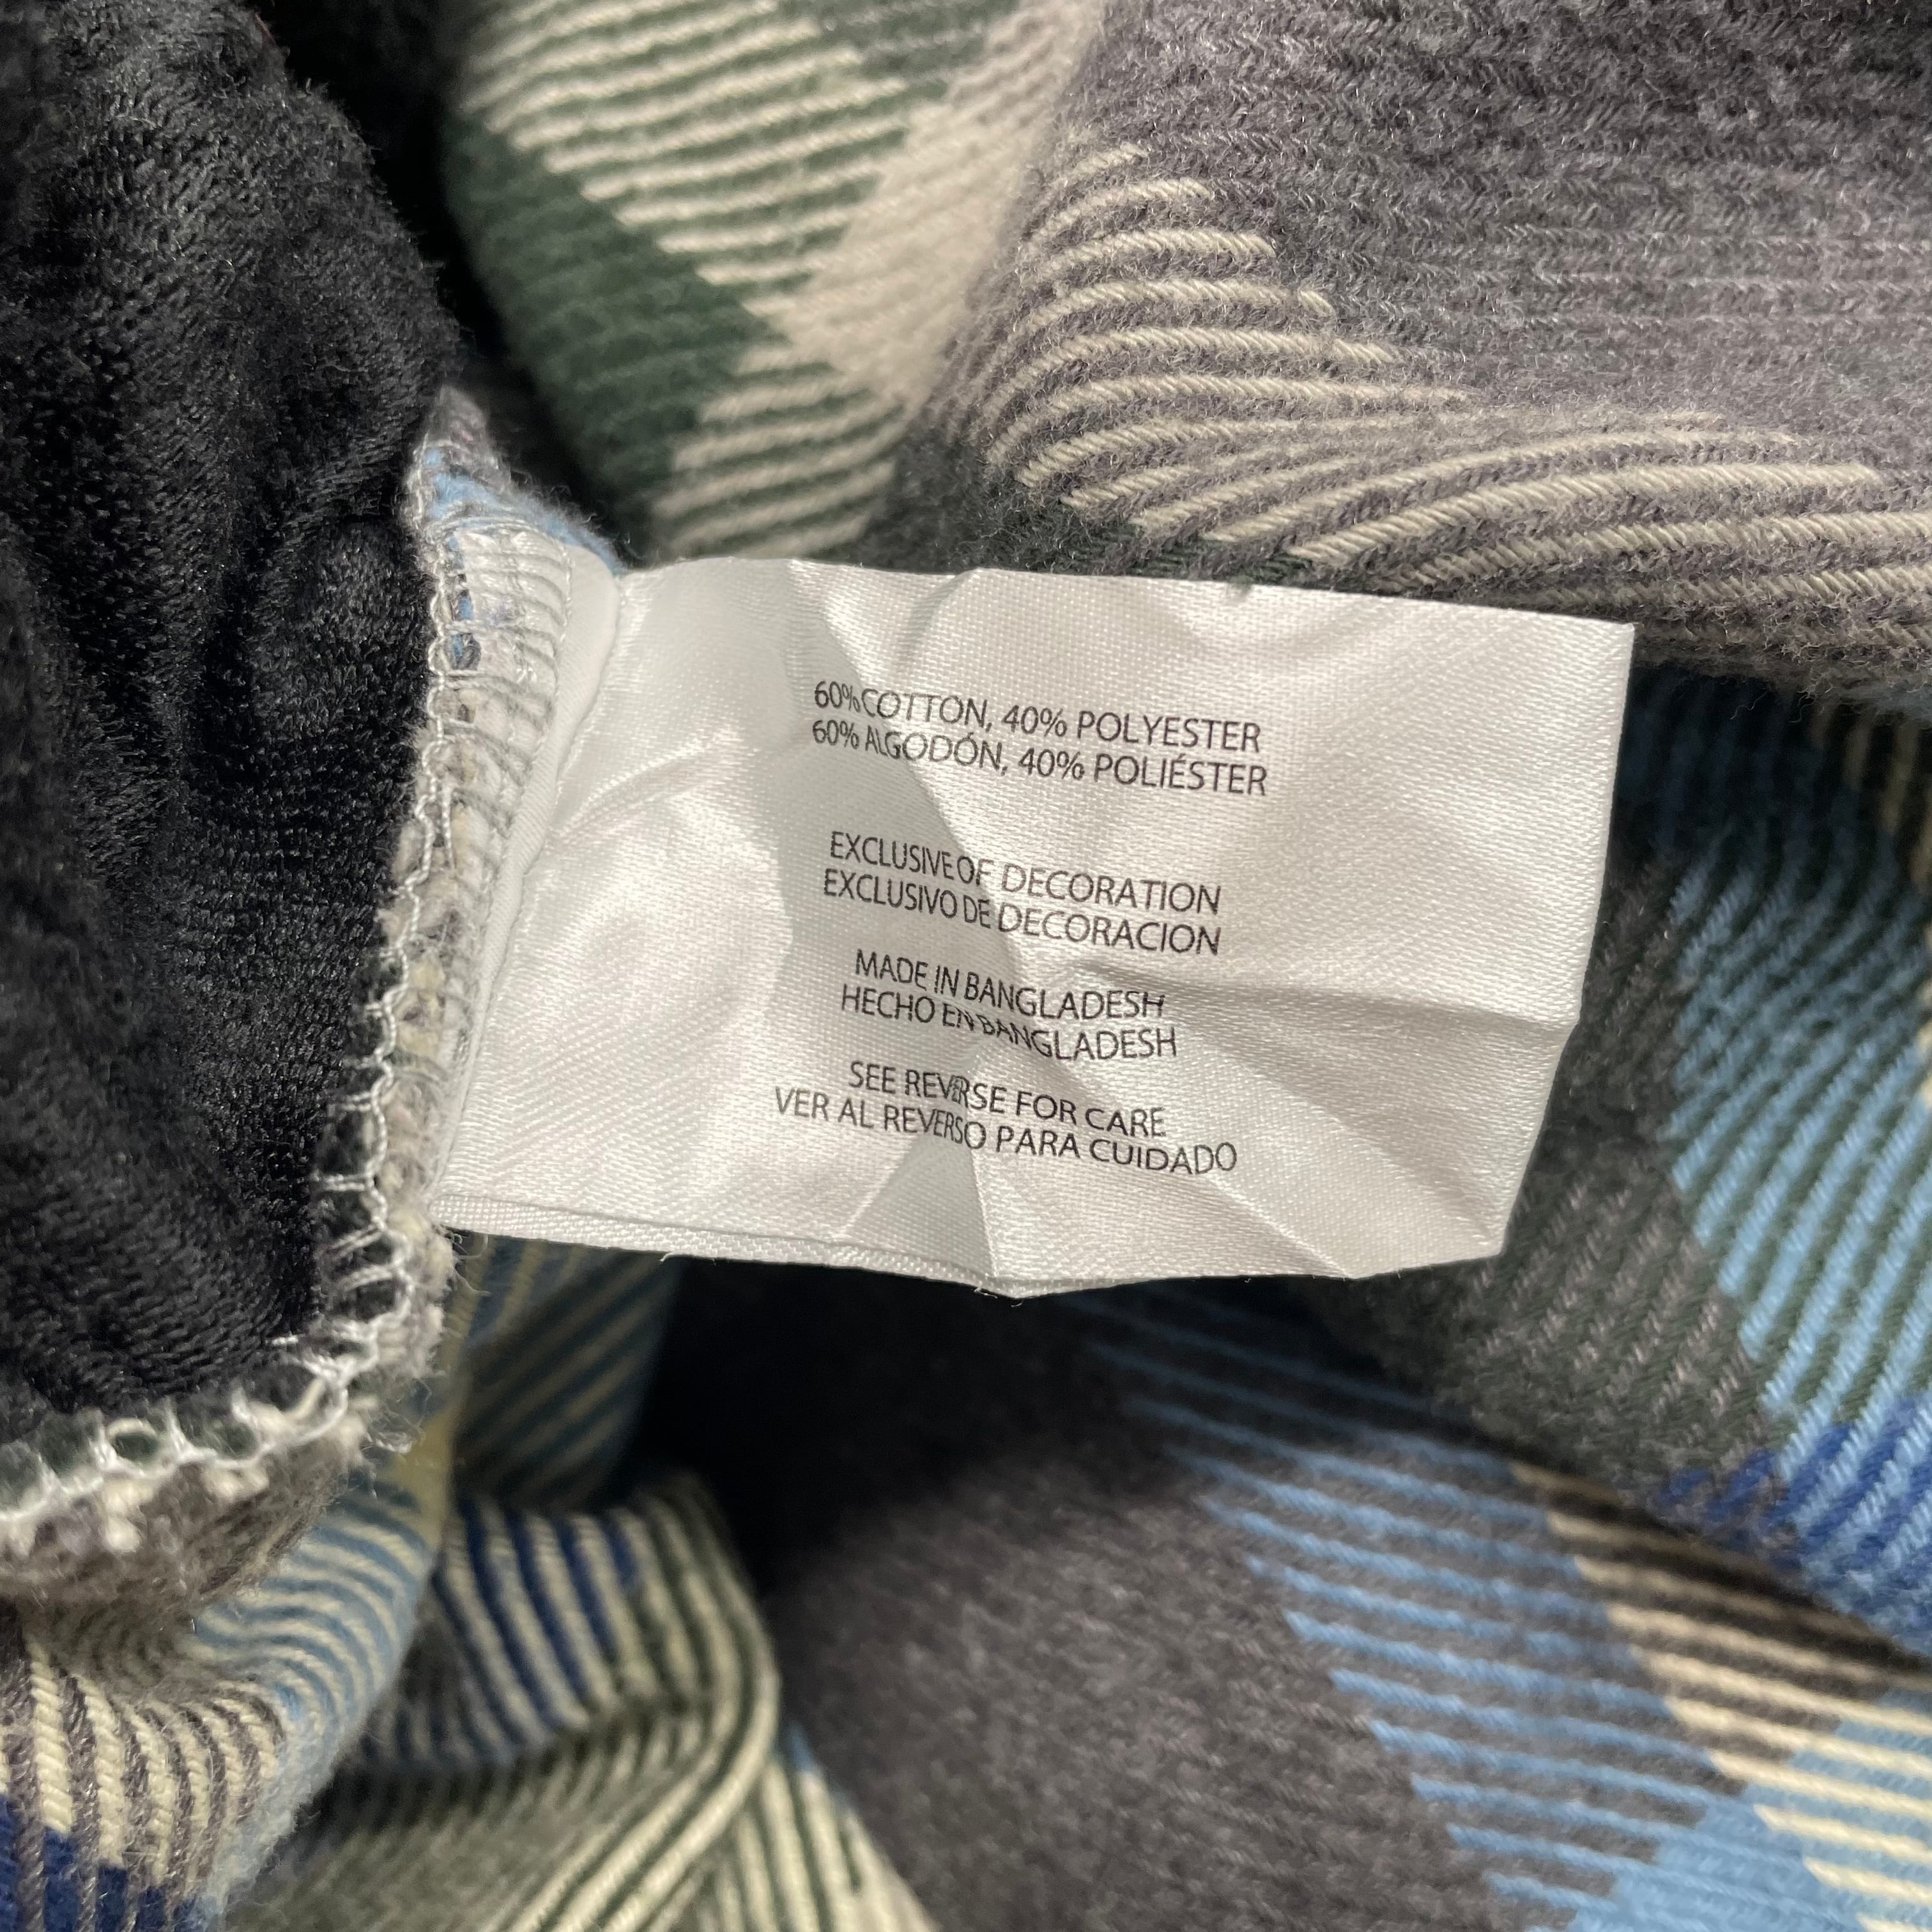 60% COTTON, 40% POLYESTER
60% ALGODÓN, 40% POLIÉSTER
EXCLUSIVE OF DECORATION
EXCLUSIVO DE DECORACION
MADE IN BANGLADESH
HECHO EN BANGLADESH
SEE REVERSE FOR CARE
VER AL REVERSO PARA CUIDADO